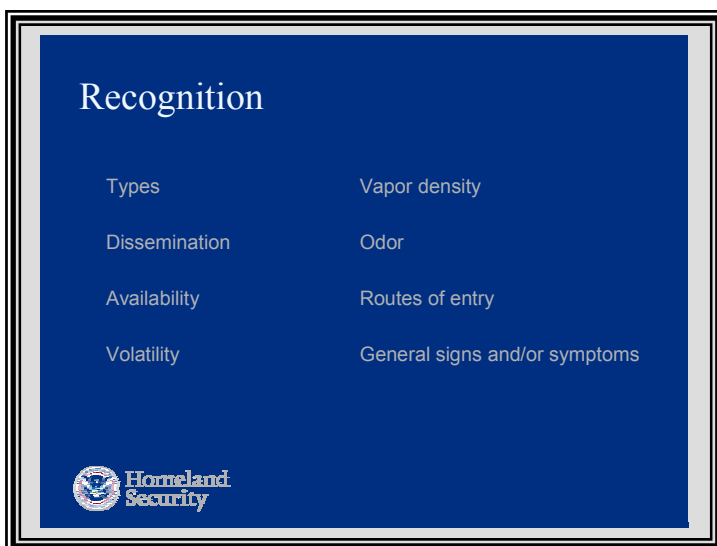 Recognition
Types
Vapor density
Dissemination
Odor
Availability
Routes of entry
Volatility
General signs and/or symptoms
Homeland
Security